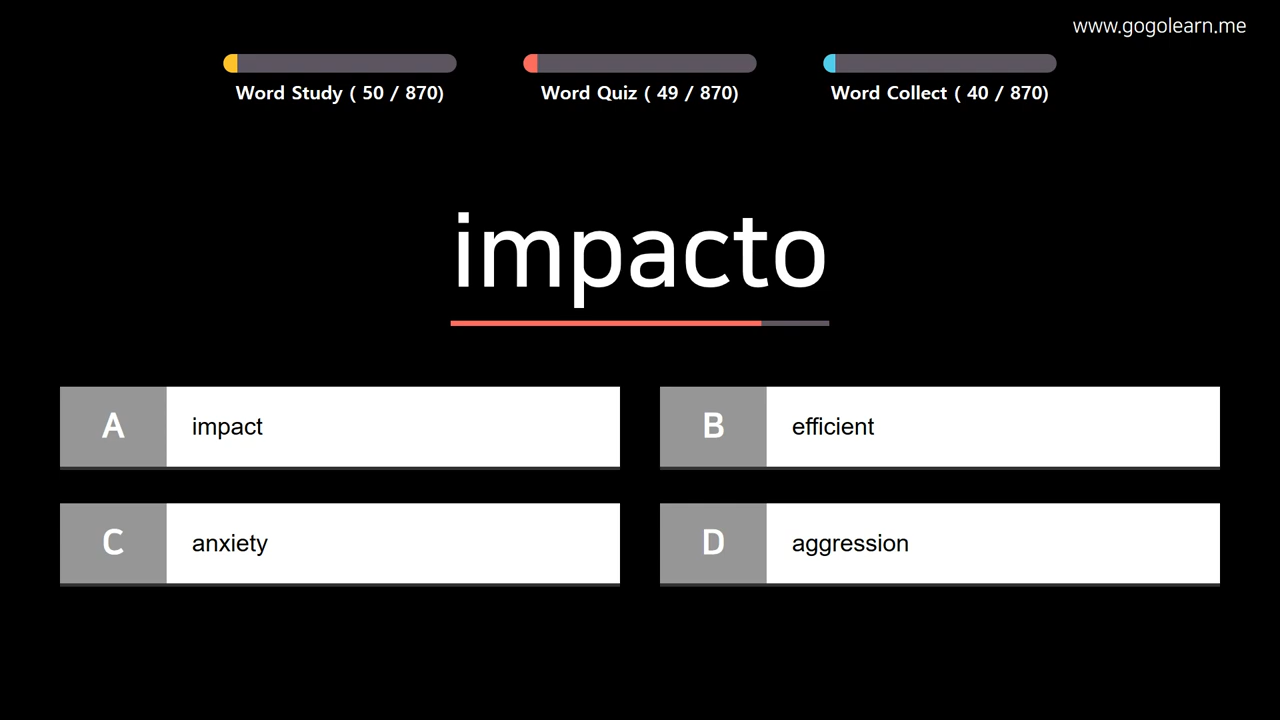 www.gogolearn.me
Word Study ( 50 / 870)
Word Quiz ( 49 / 870)
Word Collect ( 40 / 870)
impacto
A impact
B efficient
C anxiety
D aggression